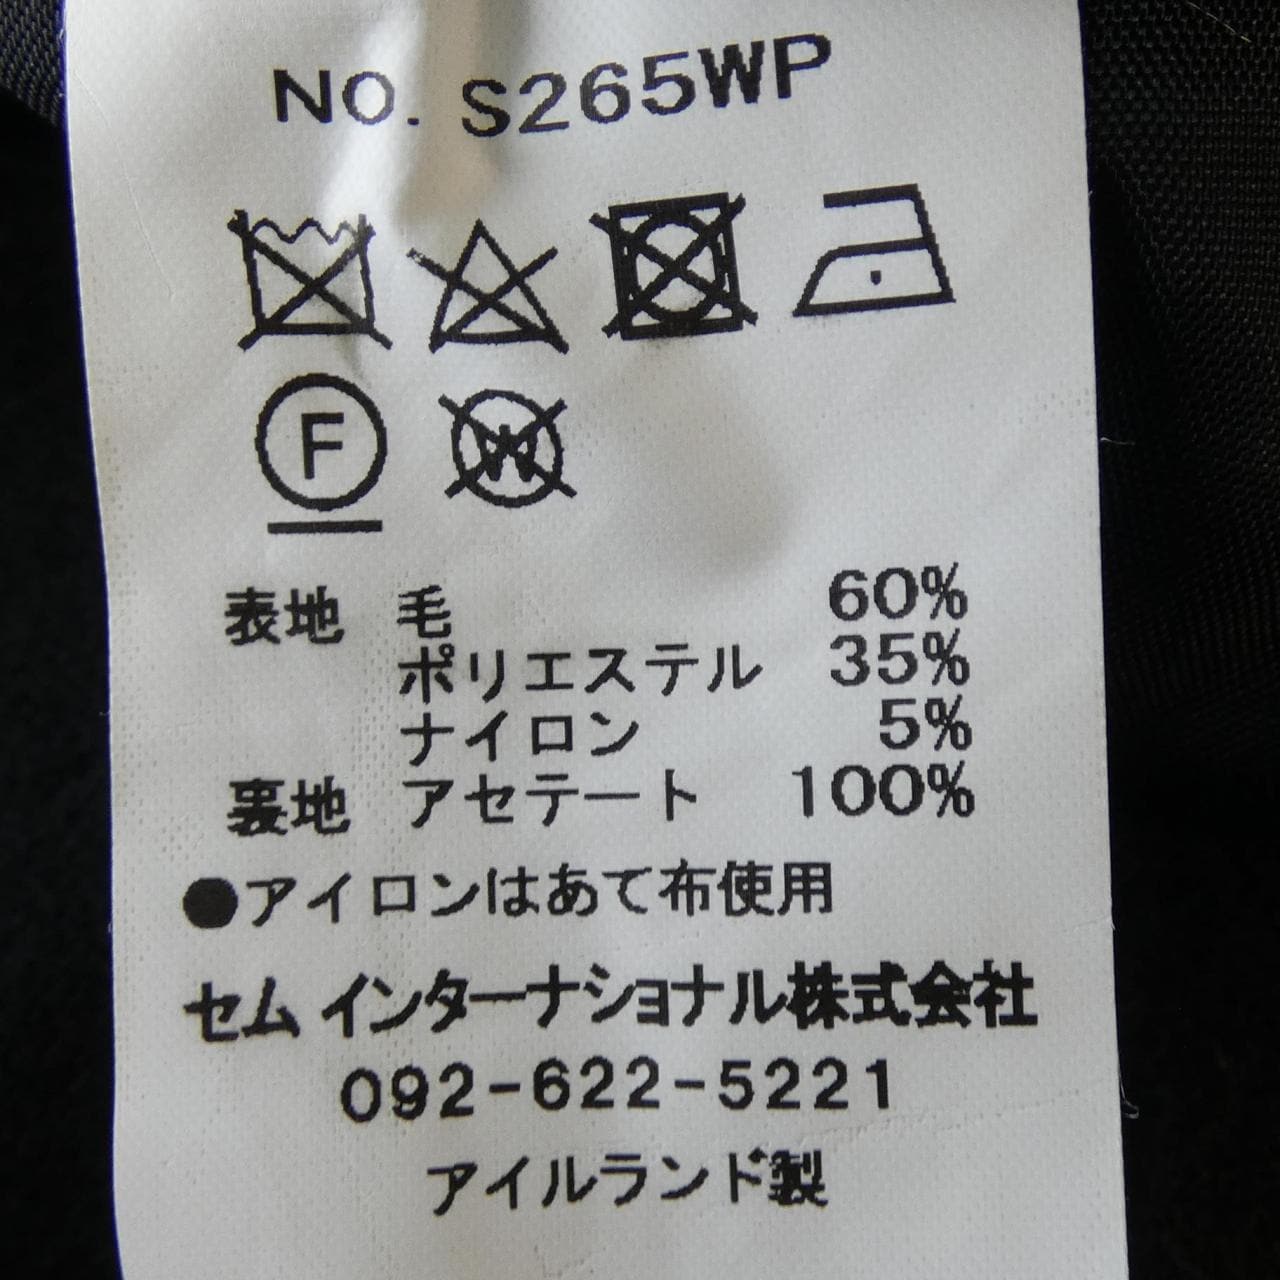 NO. S265WP
F W
表地 毛 60%
ポリエステル 35%
ナイロン 5%
裏地 アセテート 100%
●アイロンはあて布使用
セムインターナショナル株式会社
092-622-5221
アイルランド製